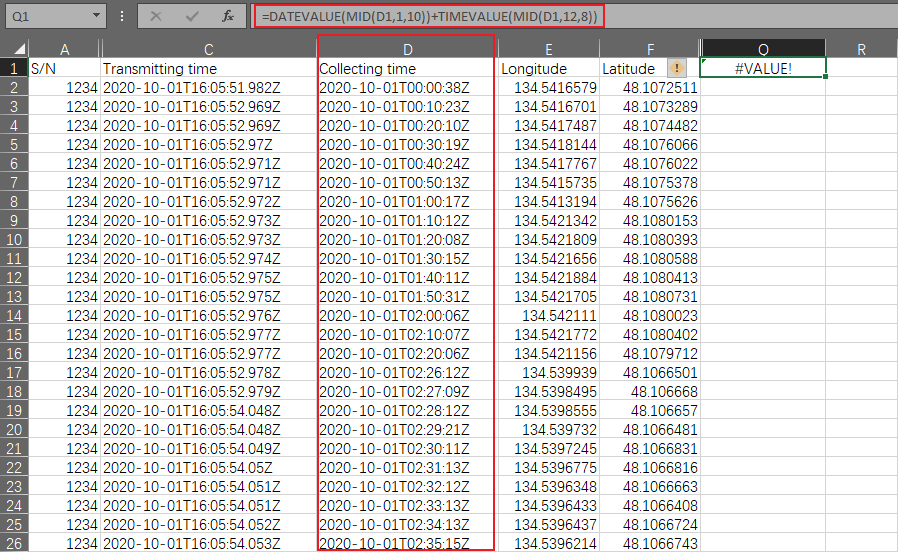 Q1 fx =DATEVALUE(MID(D1,1,10))+TIMEVALUE(MID(D1,12,8))
A C D E F Q R
1 S/N Transmitting time Collecting time Longitude Latitude ! #VALUE!
2 1234 2020-10-01T16:05:51.982Z 2020-10-01T00:00:38Z 134.5416579 48.1072511
3 1234 2020-10-01T16:05:52.969Z 2020-10-01T00:10:23Z 134.5416701 48.1073289
4 1234 2020-10-01T16:05:52.969Z 2020-10-01T00:20:10Z 134.5417487 48.1074482
5 1234 2020-10-01T16:05:52.97Z 2020-10-01T00:30:19Z 134.5418144 48.1076066
6 1234 2020-10-01T16:05:52.971Z 2020-10-01T00:40:24Z 134.5417767 48.1076022
7 1234 2020-10-01T16:05:52.971Z 2020-10-01T00:50:13Z 134.5415735 48.1075378
8 1234 2020-10-01T16:05:52.972Z 2020-10-01T01:00:17Z 134.5413194 48.1075626
9 1234 2020-10-01T16:05:52.973Z 2020-10-01T01:10:12Z 134.5421342 48.1080153
10 1234 2020-10-01T16:05:52.973Z 2020-10-01T01:20:08Z 134.5421809 48.1080393
11 1234 2020-10-01T16:05:52.974Z 2020-10-01T01:30:15Z 134.5421656 48.1080588
12 1234 2020-10-01T16:05:52.975Z 2020-10-01T01:40:11Z 134.5421884 48.1080413
13 1234 2020-10-01T16:05:52.975Z 2020-10-01T01:50:31Z 134.5421705 48.1080731
14 1234 2020-10-01T16:05:52.976Z 2020-10-01T02:00:06Z 134.542111 48.1080023
15 1234 2020-10-01T16:05:52.977Z 2020-10-01T02:10:07Z 134.5421772 48.1080402
16 1234 2020-10-01T16:05:52.977Z 2020-10-01T02:20:06Z 134.5421156 48.1079712
17 1234 2020-10-01T16:05:52.978Z 2020-10-01T02:26:12Z 134.539939 48.1066501
18 1234 2020-10-01T16:05:52.979Z 2020-10-01T02:27:09Z 134.5398495 48.106668
19 1234 2020-10-01T16:05:54.048Z 2020-10-01T02:28:12Z 134.5398555 48.106657
20 1234 2020-10-01T16:05:54.048Z 2020-10-01T02:29:21Z 134.539732 48.1066481
21 1234 2020-10-01T16:05:54.049Z 2020-10-01T02:30:11Z 134.5397245 48.1066831
22 1234 2020-10-01T16:05:54.05Z 2020-10-01T02:31:13Z 134.5396775 48.1066816
23 1234 2020-10-01T16:05:54.051Z 2020-10-01T02:32:12Z 134.5396348 48.1066663
24 1234 2020-10-01T16:05:54.051Z 2020-10-01T02:33:13Z 134.5396433 48.1066408
25 1234 2020-10-01T16:05:54.052Z 2020-10-01T02:34:13Z 134.5396437 48.1066724
26 1234 2020-10-01T16:05:54.053Z 2020-10-01T02:35:15Z 134.5396214 48.1066743